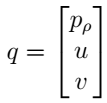 q = [ p_ρ
u
v ]